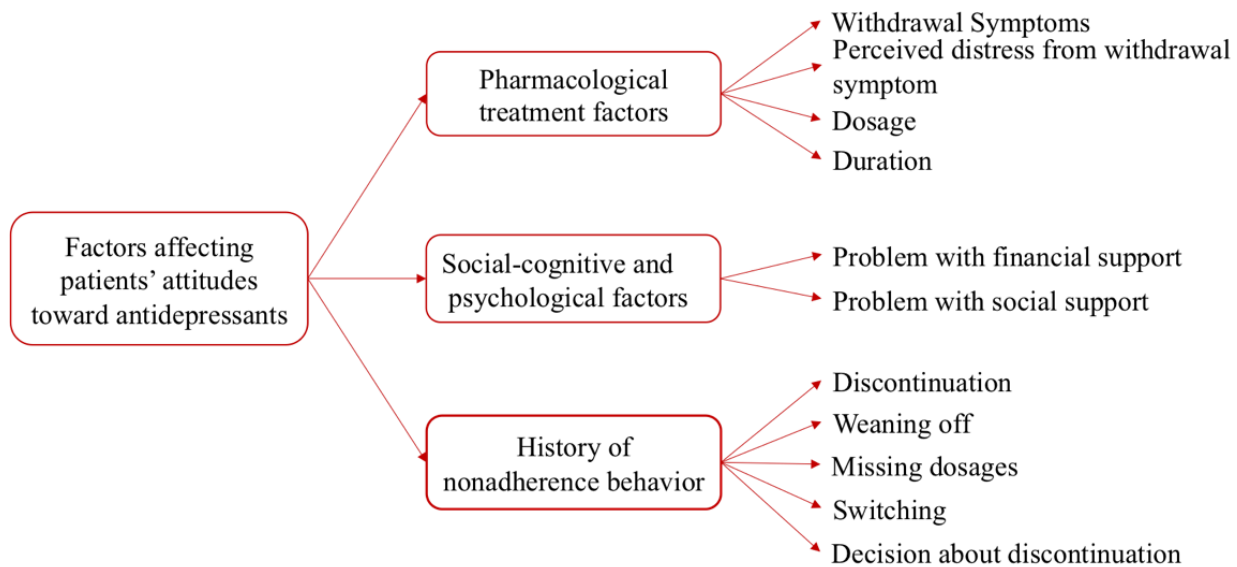 Withdrawal Symptoms
Perceived distress from withdrawal
symptom
Dosage
Duration
Pharmacological
treatment factors
Factors affecting
patients’ attitudes
toward antidepressants
Social-cognitive and
psychological factors
Problem with financial support
Problem with social support
History of
nonadherence behavior
Discontinuation
Weaning off
Missing dosages
Switching
Decision about discontinuation